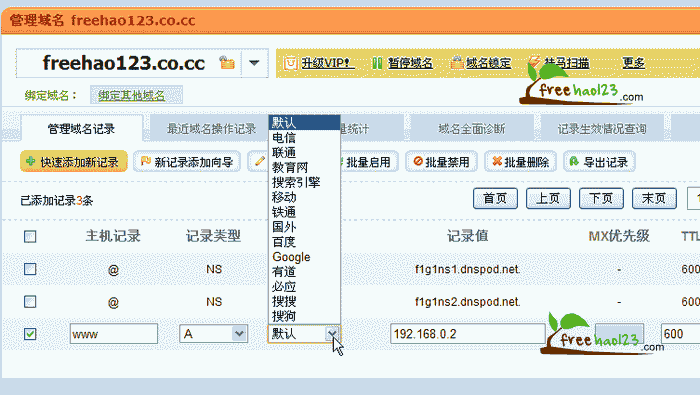 管理域名 freehao123.co.cc
freehao123.co.cc 升级VIP! 暂停域名 域名锁定 挂马扫描 更多
freehao123.com
绑定域名： 绑定其他域名
管理域名记录 最近域名操作记录 量统计 域名全面诊断 记录生效情况查询
快速添加新记录 新记录添加向导 批量启用 批量禁用 批量删除 导出记录
已添加记录3条 首页 上页 下页 末页
主机记录 记录类型 记录值 MX优先级 TTL
@ NS f1g1ns1.dnspod.net. - 600
@ NS f1g1ns2.dnspod.net. - 600
www A 默认 192.168.0.2 600
默认
电信
联通
教育网
搜索引擎
移动
铁通
国外
百度
Google
有道
必应
搜搜
搜狗
freehao123.com